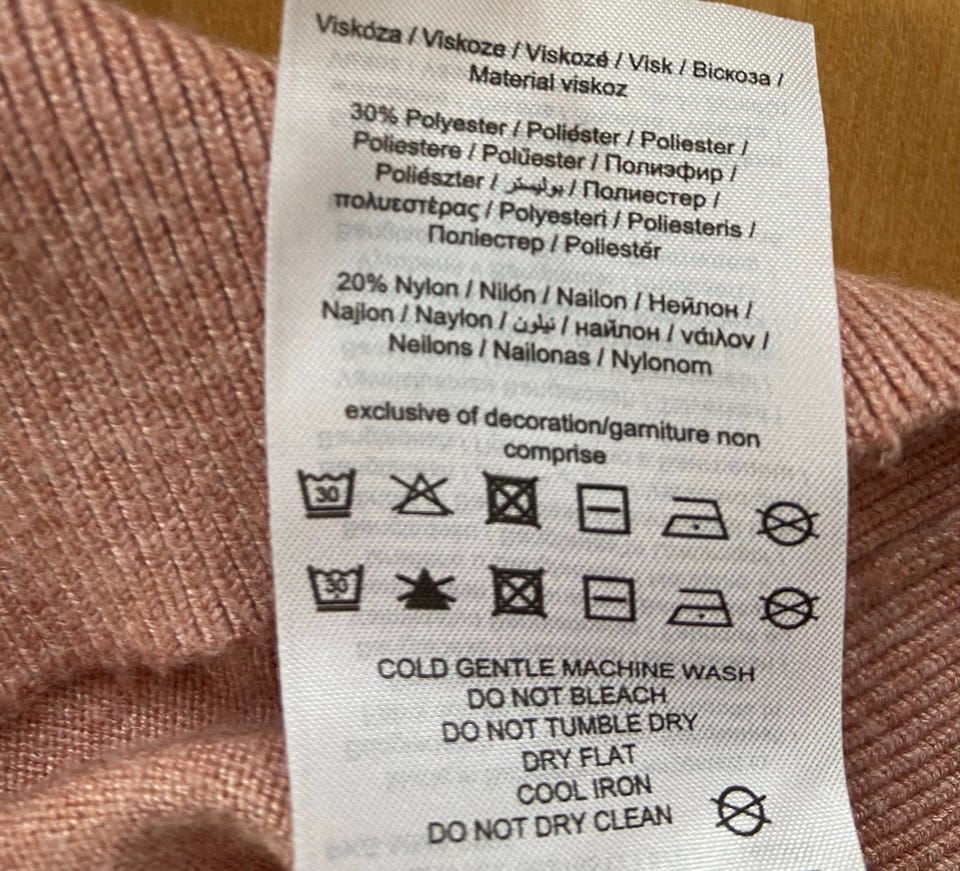 Viskóza / Viskoze / Viskozė / Visk / Віскоза /
Material viskoz
30% Polyester / Poliéster / Poliester /
Poliestere / Polüester / Полиэфир /
Poliészter / بوليستر / Полиестер /
πολυεστέρας / Polyesteri / Poliesteris /
Поліестер / Poliestër
20% Nylon / Nilón / Nailon / Нейлон /
Najlon / Naylon / نيلون / найлон / νάιλον /
Neilons / Nailonas / Nylonom
exclusive of decoration/garniture non
comprise
30
30
COLD GENTLE MACHINE WASH
DO NOT BLEACH
DO NOT TUMBLE DRY
DRY FLAT
COOL IRON
DO NOT DRY CLEAN